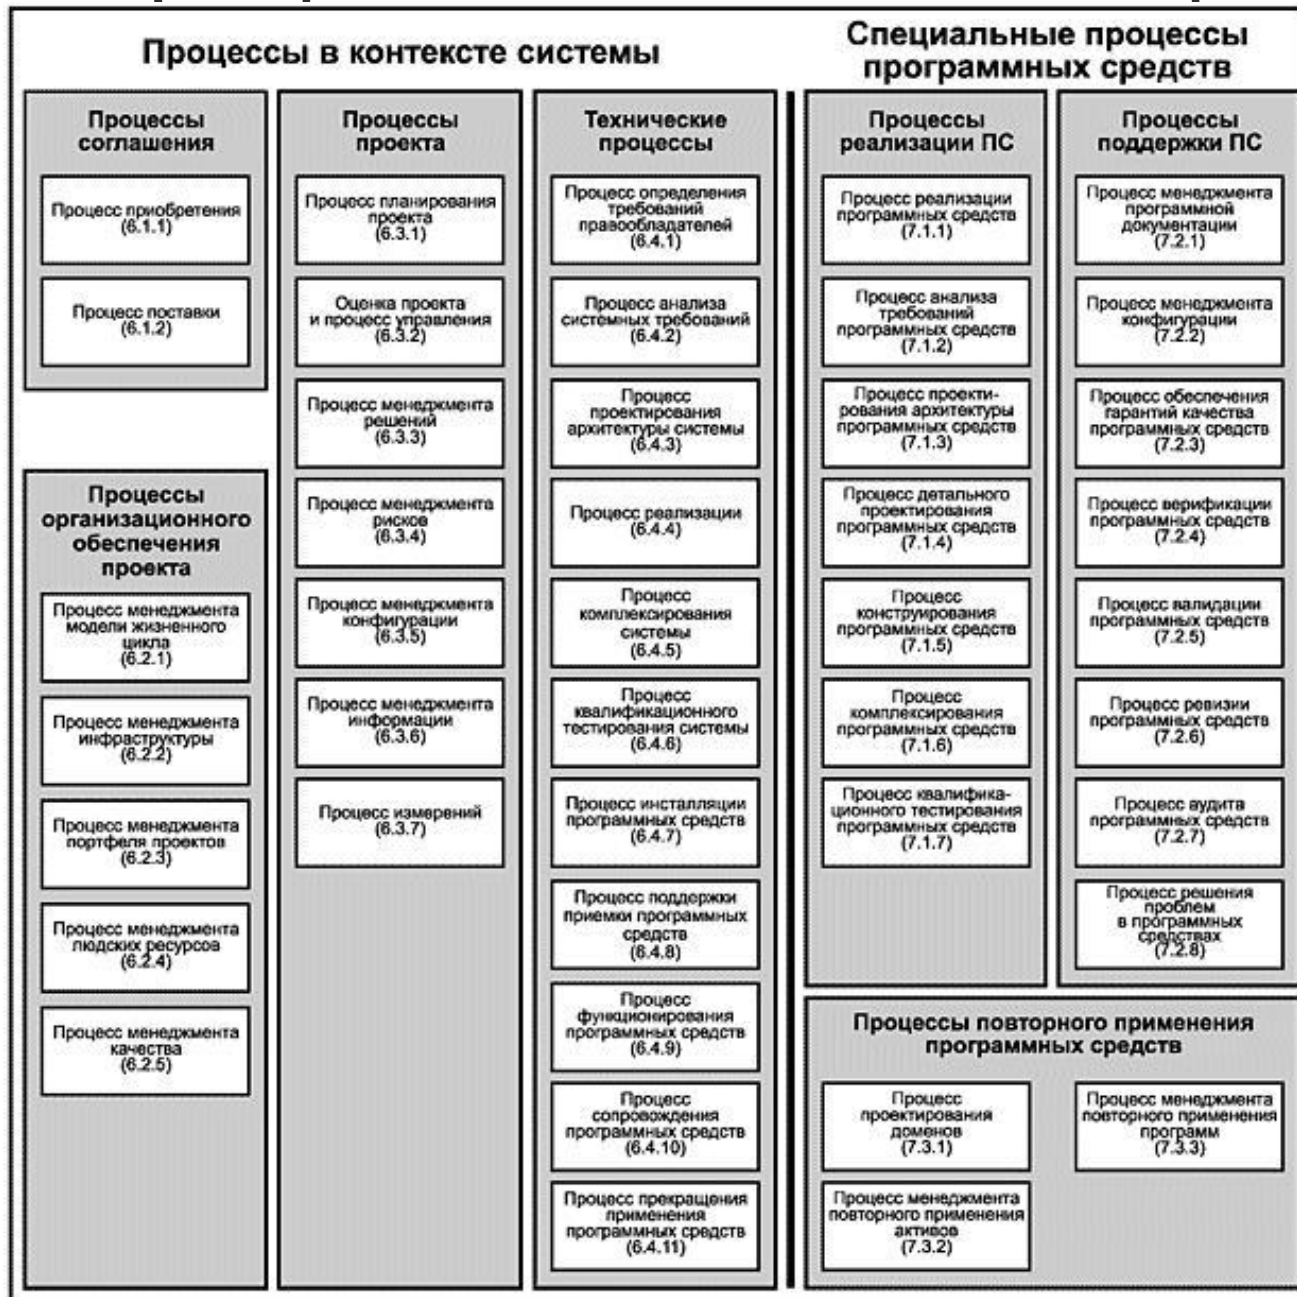 Процессы в контексте системы
Процессы
соглашения
Процесс приобретения
(6.1.1)
Процесс поставки
(6.1.2)
Процессы
организационного
обеспечения
проекта
Процесс менеджмента
модели жизненного
цикла
(6.2.1)
Процесс менеджмента
инфраструктуры
(6.2.2)
Процесс менеджмента
портфеля проектов
(6.2.3)
Процесс менеджмента
людских ресурсов
(6.2.4)
Процесс менеджмента
качества
(6.2.5)
Процессы
проекта
Процесс планирования
проекта
(6.3.1)
Оценка проекта
и процесс управления
(6.3.2)
Процесс менеджмента
решений
(6.3.3)
Процесс менеджмента
рисков
(6.3.4)
Процесс менеджмента
конфигурации
(6.3.5)
Процесс менеджмента
информации
(6.3.6)
Процесс измерений
(6.3.7)
Технические
процессы
Процесс определения
требований
правообладателей
(6.4.1)
Процесс анализа
системных требований
(6.4.2)
Процесс
проектирования
архитектуры системы
(6.4.3)
Процесс реализации
(6.4.4)
Процесс
комплексирования
системы
(6.4.5)
Процесс
квалификационного
тестирования системы
(6.4.6)
Процесс инсталляции
программных средств
(6.4.7)
Процесс поддержки
приемки программных
средств
(6.4.8)
Процесс
функционирования
программных средств
(6.4.9)
Процесс
сопровождения
программных средств
(6.4.10)
Процесс прекращения
применения
программных средств
(6.4.11)
Специальные процессы
программных средств
Процессы
реализации ПС
Процесс реализации
программных средств
(7.1.1)
Процесс анализа
требований
программных средств
(7.1.2)
Процесс проекти-
рования архитектуры
программных средств
(7.1.3)
Процесс детального
проектирования
программных средств
(7.1.4)
Процесс
конструирования
программных средств
(7.1.5)
Процесс
комплексирования
программных средств
(7.1.6)
Процесс квалифика-
ционного тестирования
программных средств
(7.1.7)
Процессы
поддержки ПС
Процесс менеджмента
программной
документации
(7.2.1)
Процесс менеджмента
конфигурации
(7.2.2)
Процесс обеспечения
гарантий качества
программных средств
(7.2.3)
Процесс верификации
программных средств
(7.2.4)
Процесс валидации
программных средств
(7.2.5)
Процесс ревизии
программных средств
(7.2.6)
Процесс аудита
программных средств
(7.2.7)
Процесс решения
проблем
в программных
средствах
(7.2.8)
Процессы повторного применения
программных средств
Процесс
проектирования
доменов
(7.3.1)
Процесс менеджмента
повторного применения
активов
(7.3.2)
Процесс менеджмента
повторного применения
программ
(7.3.3)